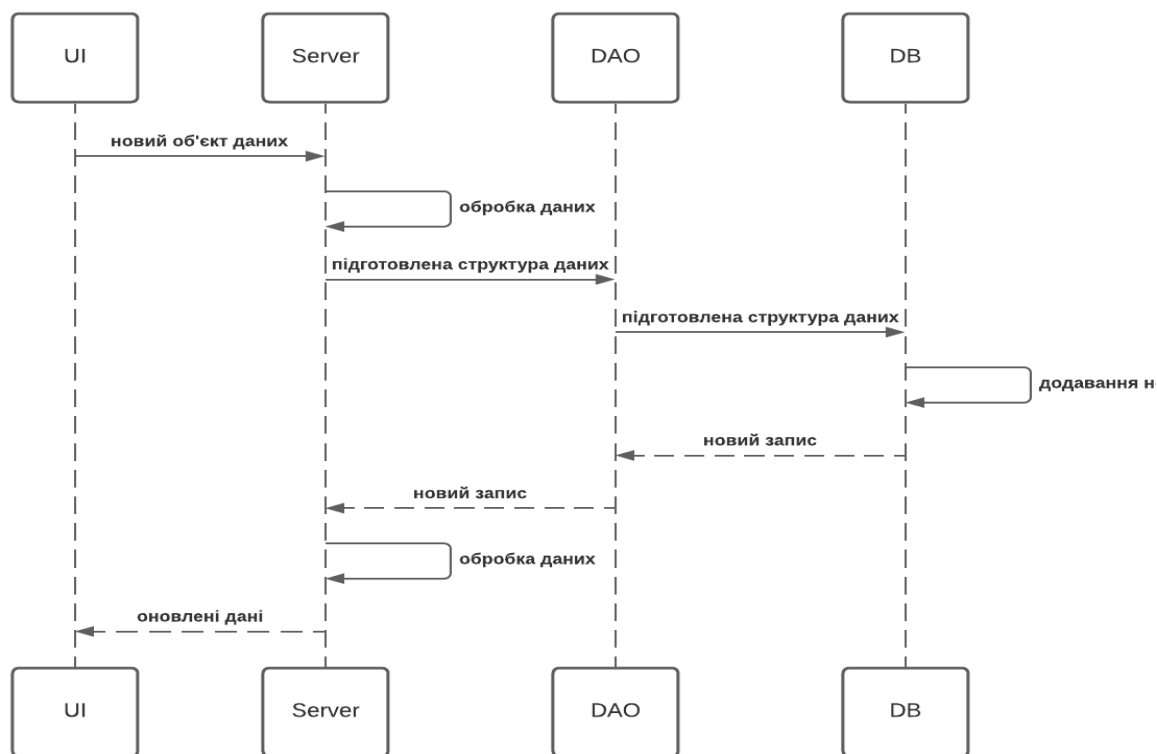 UI
Server
DAO
DB
новий об'єкт даних
обробка даних
підготовлена структура даних
підготовлена структура даних
додавання
новий запис
новий запис
обробка даних
оновлені дані
UI
Server
DAO
DB